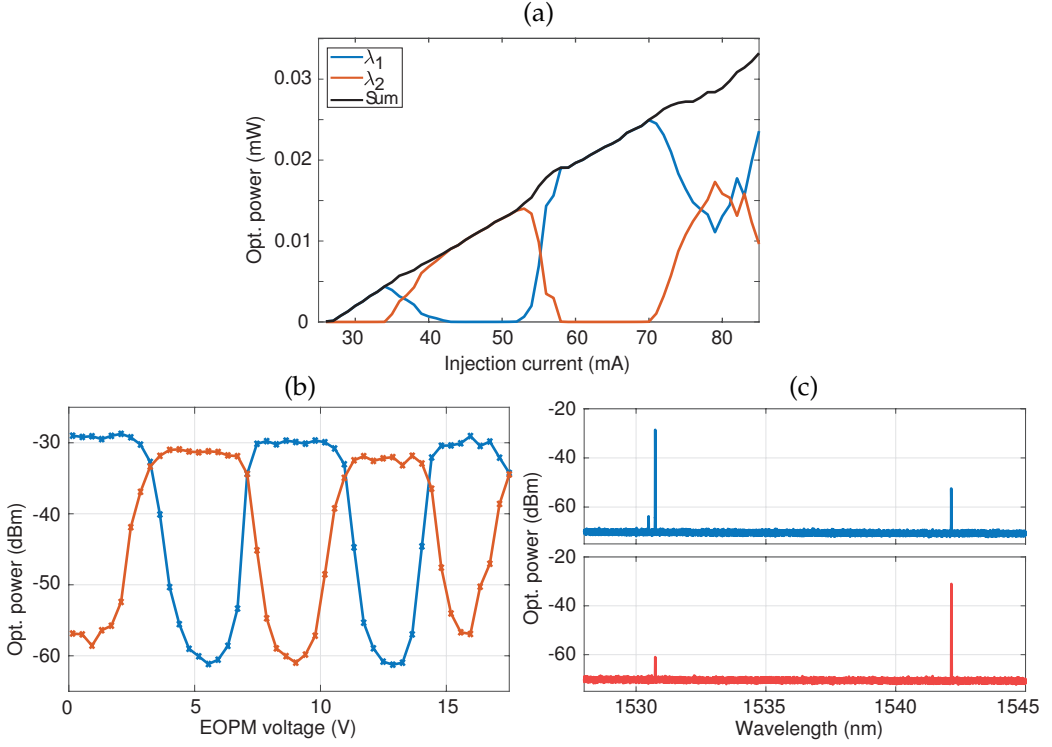 (a)
λ1
λ2
Sum
Opt. power (mW)
0.03
0.02
0.01
0
30 40 50 60 70 80
Injection current (mA)
(b)
Opt. power (dBm)
-30
-40
-50
-60
0 5 10 15
EOPM voltage (V)
(c)
Opt. power (dBm)
-20
-40
-60
-20
-40
-60
1530 1535 1540 1545
Wavelength (nm)